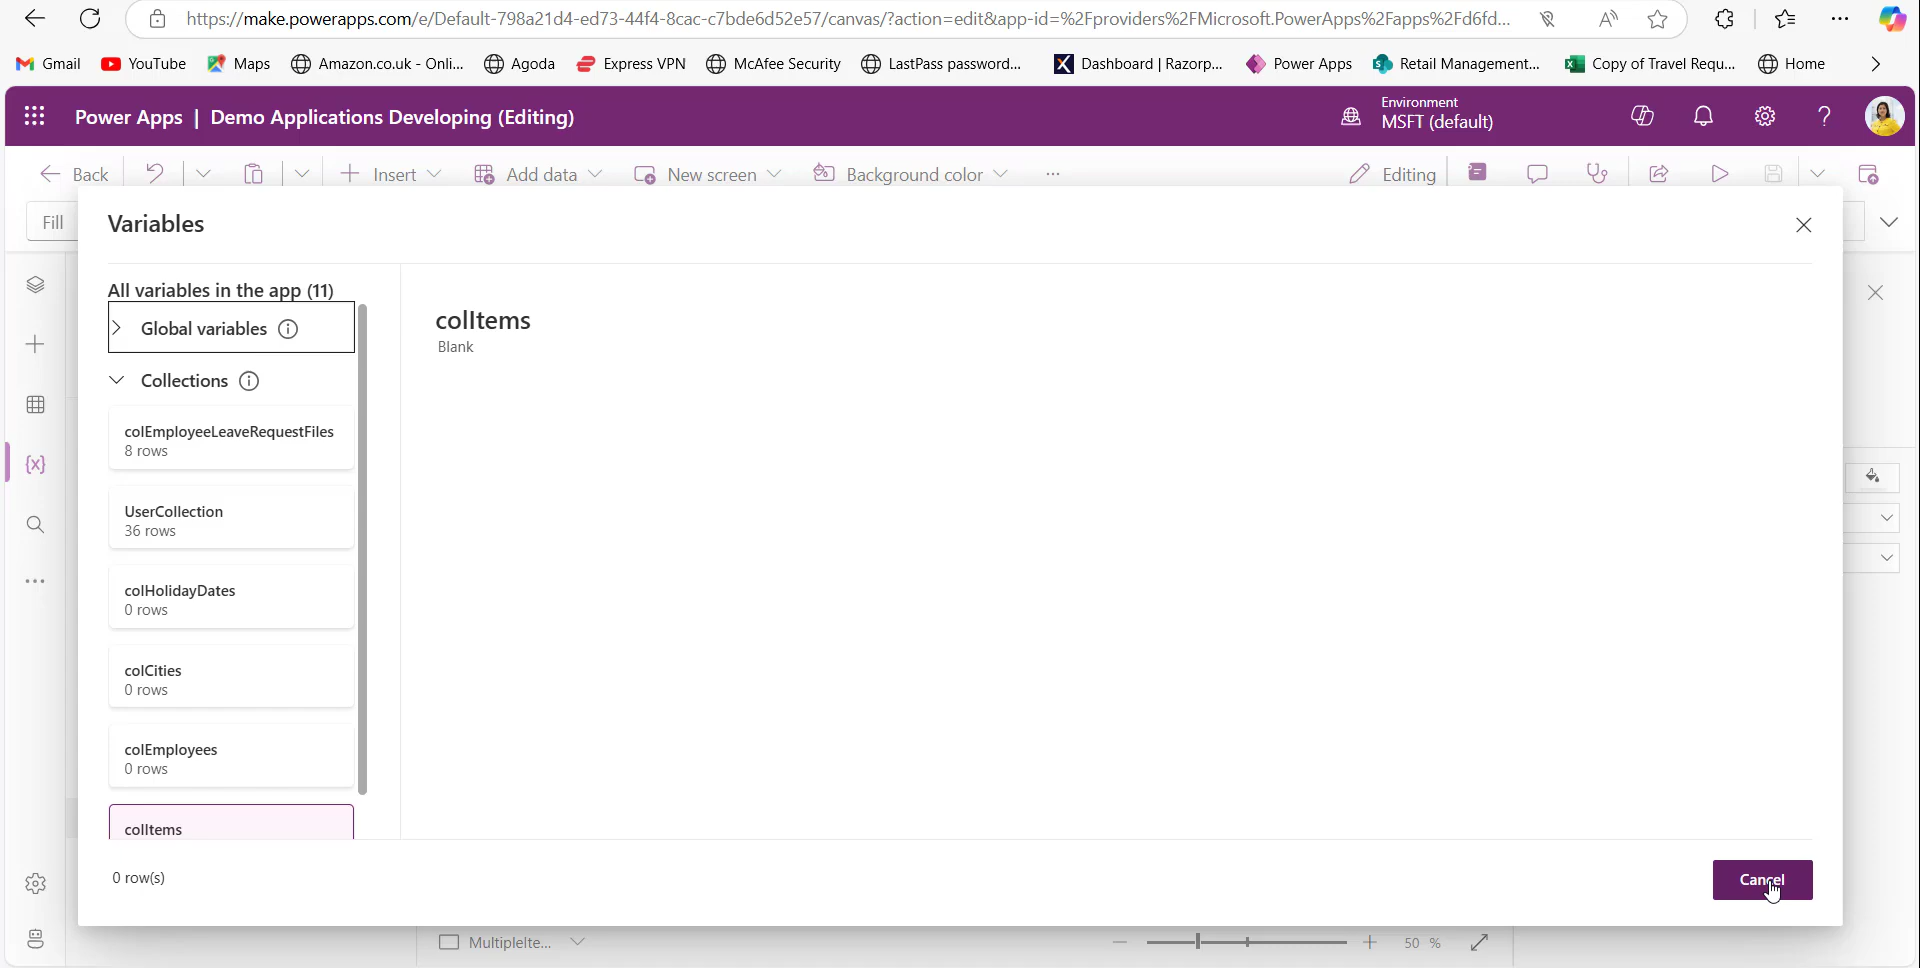 https://make.powerapps.com/e/Default-798a21d4-ed73-44f4-8cac-c7bde6d52e57/canvas/?action=edit&app-id=%2Fproviders%2FMicrosoft.PowerApps%2Fapps%2Fd6fd...
Gmail YouTube Maps Amazon.co.uk - Onli... Agoda Express VPN McAfee Security LastPass password... Dashboard | Razorp... Power Apps Retail Management... Copy of Travel Requ... Home
Power Apps | Demo Applications Developing (Editing)
Environment
MSFT (default)
Back Insert Add data New screen Background color ... Editing
Fill
Variables
All variables in the app (11)
Global variables
Collections
colEmployeeLeaveRequestFiles
8 rows
UserCollection
36 rows
colHolidayDates
0 rows
colCities
0 rows
colEmployees
0 rows
colItems
colItems
Blank
0 row(s)
Cancel
MultipleIte...
50 %